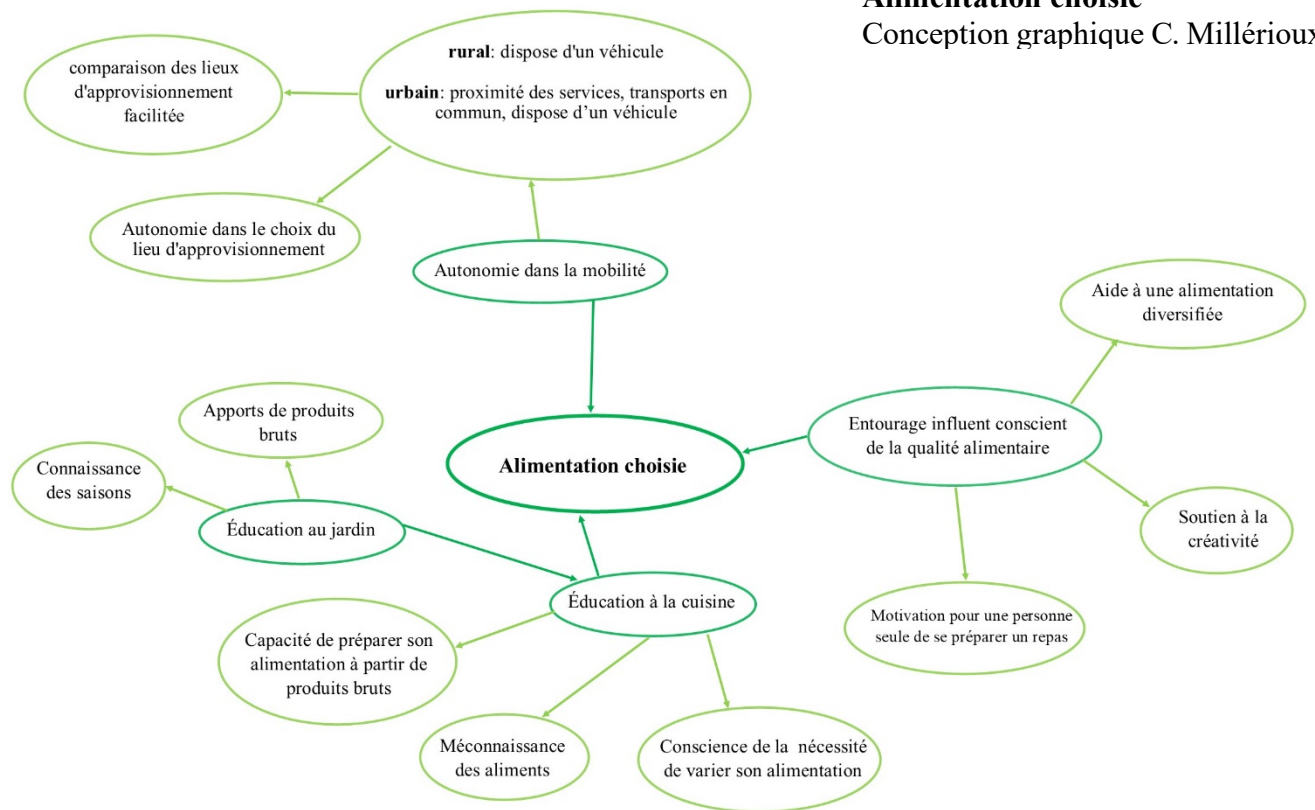 Alimentation choisie
Conception graphique C. Millérioux
rural: dispose d'un véhicule
urbain: proximité des services, transports en
commun, dispose d’un véhicule
comparaison des lieux
d'approvisionnement
facilitée
Autonomie dans le choix du
lieu d'approvisionnement
Autonomie dans la mobilité
Aide à une alimentation
diversifiée
Apports de produits
bruts
Entourage influent conscient
de la qualité alimentaire
Alimentation choisie
Connaissance
des saisons
Éducation au jardin
Soutien à la
créativité
Éducation à la cuisine
Motivation pour une personne
seule de se préparer un repas
Capacité de préparer son
alimentation à partir de
produits bruts
Méconnaissance
des aliments
Conscience de la nécessité
de varier son alimentation